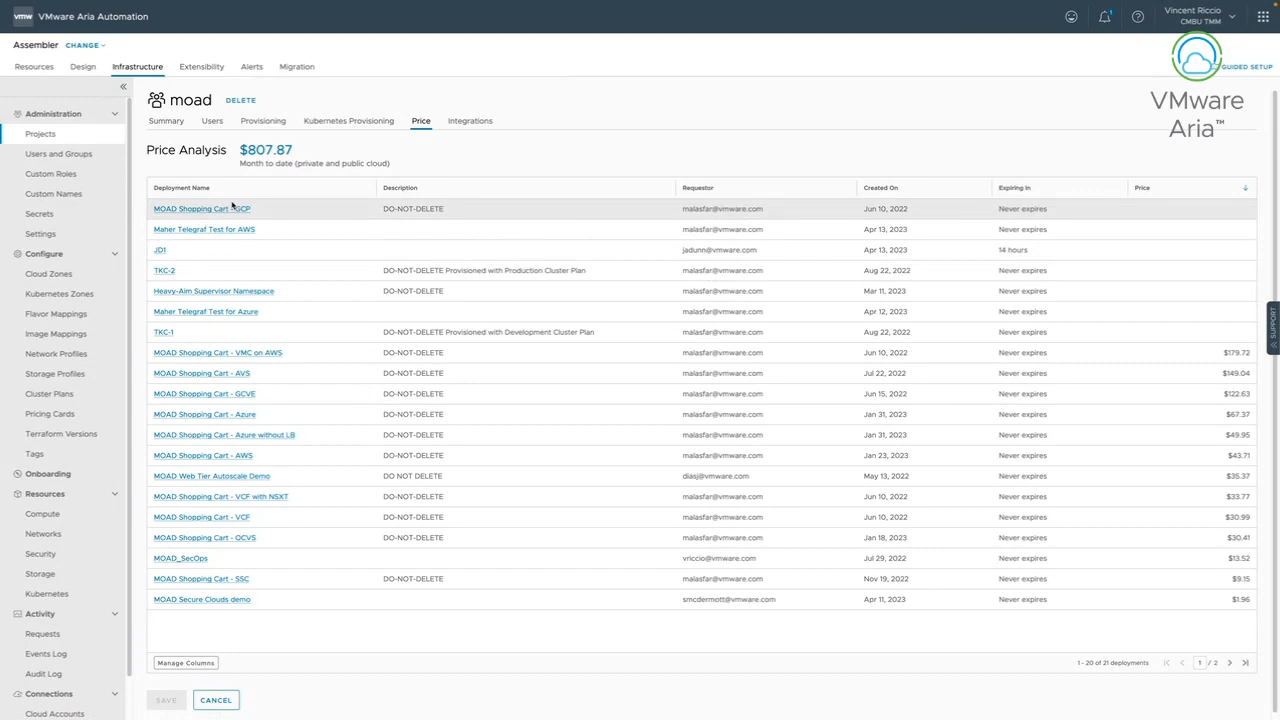 vmw VMware Aria Automation
Vincent Riccio
CMBU TMM
Assembler CHANGE
Resources Design Infrastructure Extensibility Alerts Migration
GUIDED SETUP
VMware
Aria™
Administration
Projects
Users and Groups
Custom Roles
Custom Names
Secrets
Settings
Configure
Cloud Zones
Kubernetes Zones
Flavor Mappings
Image Mappings
Network Profiles
Storage Profiles
Cluster Plans
Pricing Cards
Terraform Versions
Tags
Onboarding
Resources
Compute
Networks
Security
Storage
Kubernetes
Activity
Requests
Events Log
Audit Log
Connections
Cloud Accounts
moad DELETE
Summary Users Provisioning Kubernetes Provisioning Price Integrations
Price Analysis $807.87
Month to date (private and public cloud)
Deployment Name Description Requestor Created On Expiring In Price
MOAD Shopping Cart - GCP DO-NOT-DELETE malasfar@vmware.com Jun 10, 2022 Never expires
Maher Telegraf Test for AWS malasfar@vmware.com Apr 13, 2023 Never expires
JD1 jadunn@vmware.com Apr 13, 2023 14 hours
TKC-2 DO-NOT-DELETE Provisioned with Production Cluster Plan malasfar@vmware.com Aug 22, 2022 Never expires
Heavy-Aim Supervisor Namespace DO-NOT-DELETE malasfar@vmware.com Mar 11, 2023 Never expires
Maher Telegraf Test for Azure malasfar@vmware.com Apr 12, 2023 Never expires
TKC-1 DO-NOT-DELETE Provisioned with Development Cluster Plan malasfar@vmware.com Aug 22, 2022 Never expires
MOAD Shopping Cart - VMC on AWS DO-NOT-DELETE malasfar@vmware.com Jun 10, 2022 Never expires $179.72
MOAD Shopping Cart - AVS DO-NOT-DELETE malasfar@vmware.com Jul 22, 2022 Never expires $149.04
MOAD Shopping Cart - GCVE DO-NOT-DELETE malasfar@vmware.com Jun 15, 2022 Never expires $122.63
MOAD Shopping Cart - Azure DO-NOT-DELETE malasfar@vmware.com Jan 31, 2023 Never expires $67.37
MOAD Shopping Cart - Azure without LB DO-NOT-DELETE malasfar@vmware.com Jan 31, 2023 Never expires $49.95
MOAD Shopping Cart - AWS DO-NOT-DELETE malasfar@vmware.com Jan 23, 2023 Never expires $43.71
MOAD Web Tier Autoscale Demo DO NOT DELETE diasj@vmware.com May 13, 2022 Never expires $35.37
MOAD Shopping Cart - VCF with NSXT DO-NOT-DELETE malasfar@vmware.com Jun 10, 2022 Never expires $33.77
MOAD Shopping Cart - VCF DO-NOT-DELETE malasfar@vmware.com Jun 10, 2022 Never expires $30.99
MOAD Shopping Cart - OCVS DO-NOT-DELETE malasfar@vmware.com Jan 18, 2023 Never expires $30.41
MOAD_SecOps vriccio@vmware.com Jul 29, 2022 Never expires $13.52
MOAD Shopping Cart - SSC DO-NOT-DELETE malasfar@vmware.com Nov 19, 2022 Never expires $9.15
MOAD Secure Clouds demo smcdermott@vmware.com Apr 11, 2023 Never expires $1.96
Manage Columns 1 - 20 of 21 deployments 1 / 2
SAVE CANCEL
SUPPORT